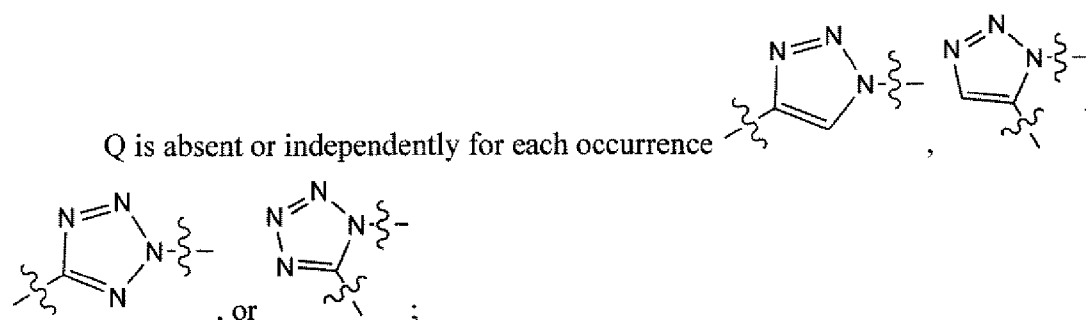 Q is absent or independently for each occurrence N=N N , N N N ,
N N N N , or N N N N ;